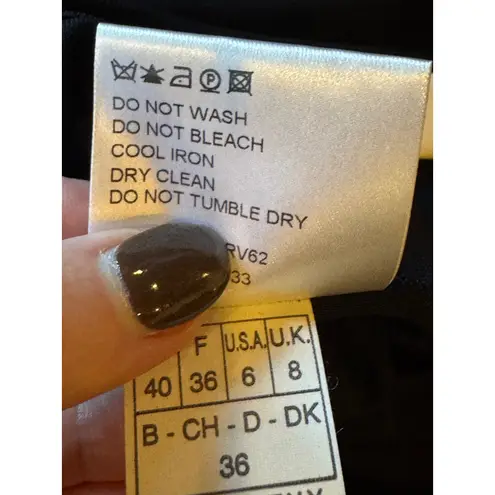 DO NOT WASH
DO NOT BLEACH
COOL IRON
DRY CLEAN
DO NOT TUMBLE DRY
RV62
33
F U.S.A. U.K.
40 36 6 8
B - CH - D - DK
36